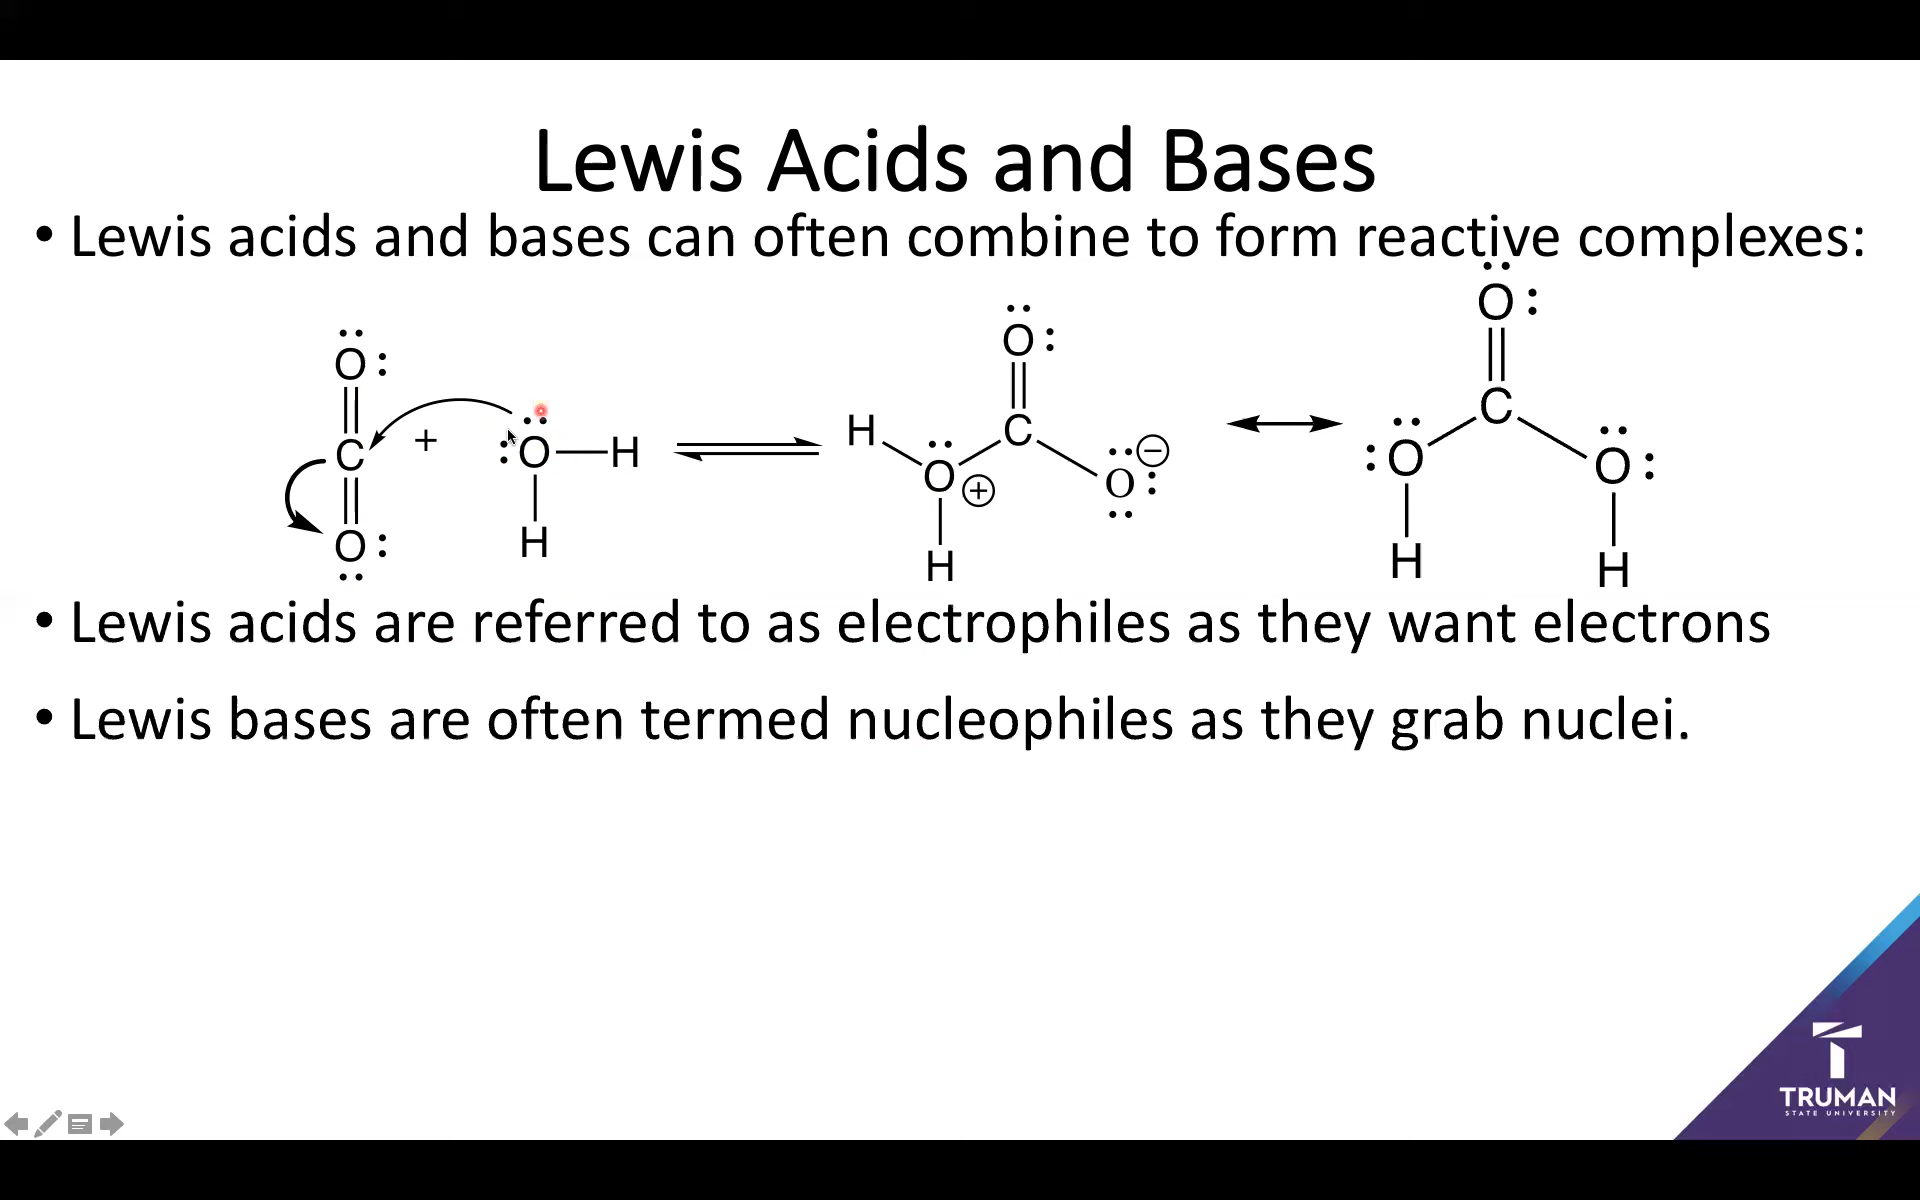 Lewis Acids and Bases
• Lewis acids and bases can often combine to form reactive complexes:
O
C
O
+
O H
H
H
O
C
O
⊕
⊖
O
H
O
C
O
O
H
H
• Lewis acids are referred to as electrophiles as they want electrons
• Lewis bases are often termed nucleophiles as they grab nuclei.
TRUMAN
STATE UNIVERSITY